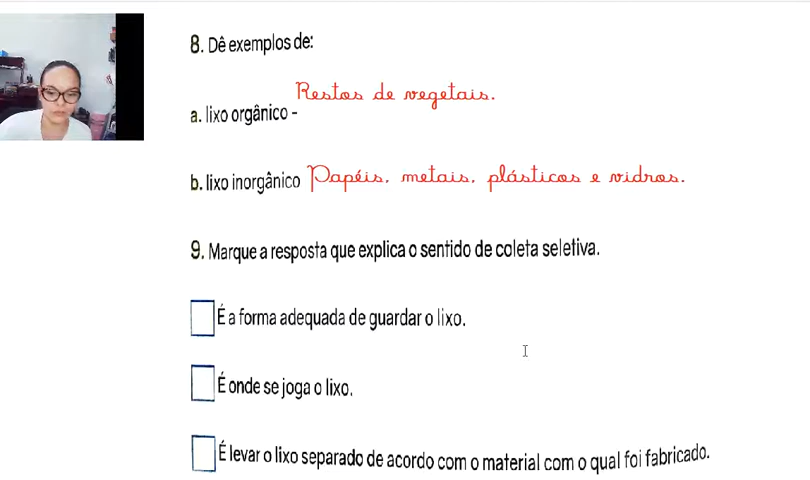 8. Dê exemplos de:
Restos de vegetais.
a. lixo orgânico -
b. lixo inorgânico Papéis, metais, plásticos e vidros.
9. Marque a resposta que explica o sentido de coleta seletiva.
É a forma adequada de guardar o lixo.
É onde se joga o lixo.
É levar o lixo separado de acordo com o material com o qual foi fabricado.